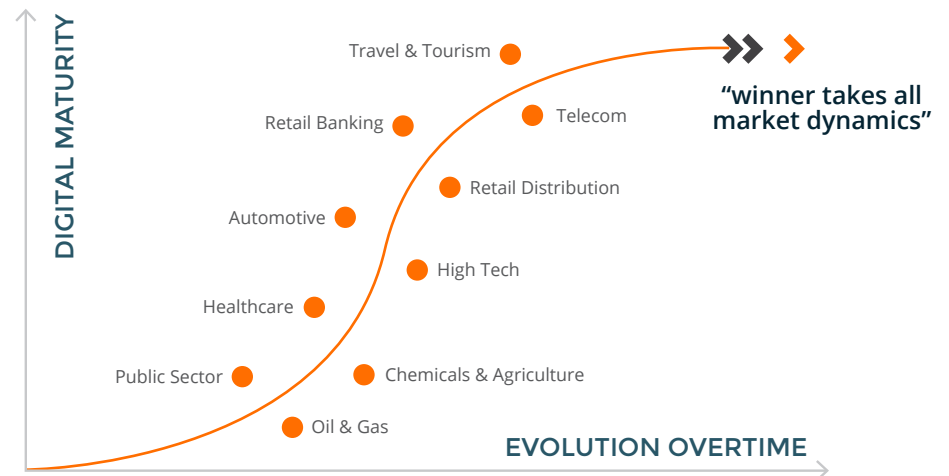 DIGITAL MATURITY
Travel & Tourism
“winner takes all
market dynamics”
Telecom
Retail Banking
Retail Distribution
Automotive
High Tech
Healthcare
Public Sector
Chemicals & Agriculture
Oil & Gas
EVOLUTION OVERTIME